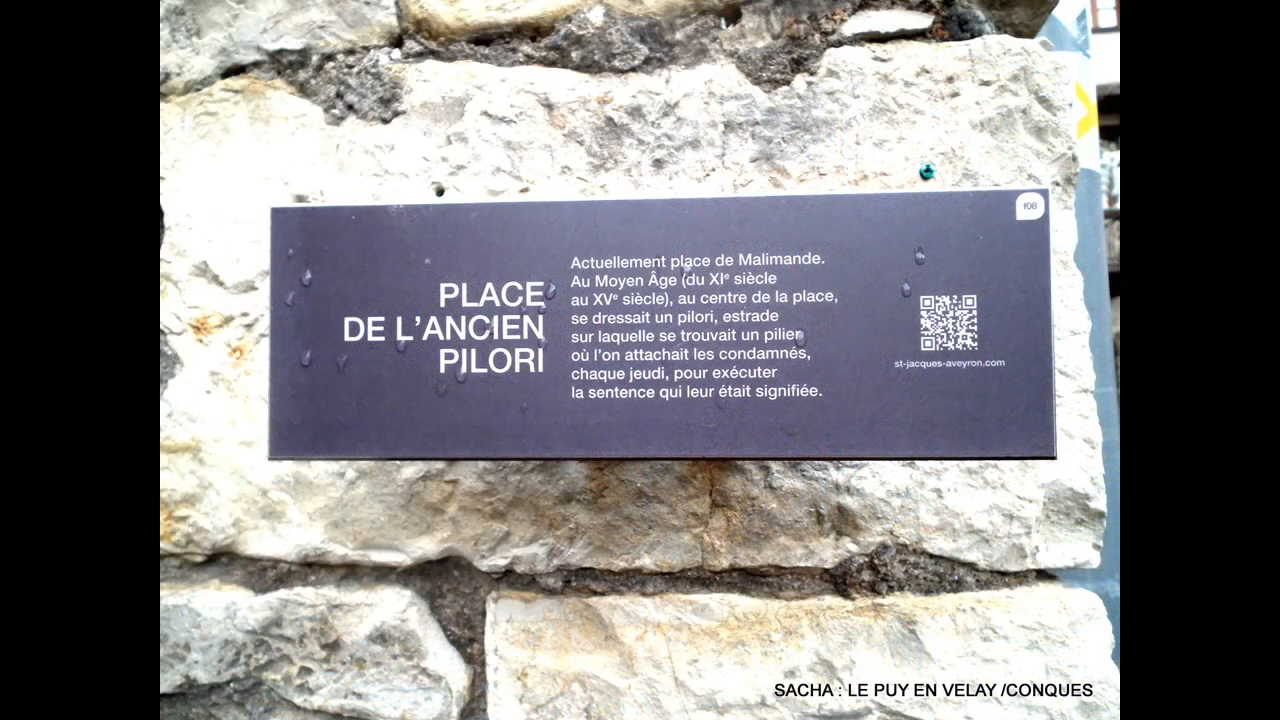 f08
PLACE
DE L'ANCIEN
PILORI
Actuellement place de Malimande.
Au Moyen Âge (du XIe siècle
au XVe siècle), au centre de la place,
se dressait un pilori, estrade
sur laquelle se trouvait un pilier
où l'on attachait les condamnés,
chaque jeudi, pour exécuter
la sentence qui leur était signifiée.
st-jacques-aveyron.com
SACHA : LE PUY EN VELAY /CONQUES